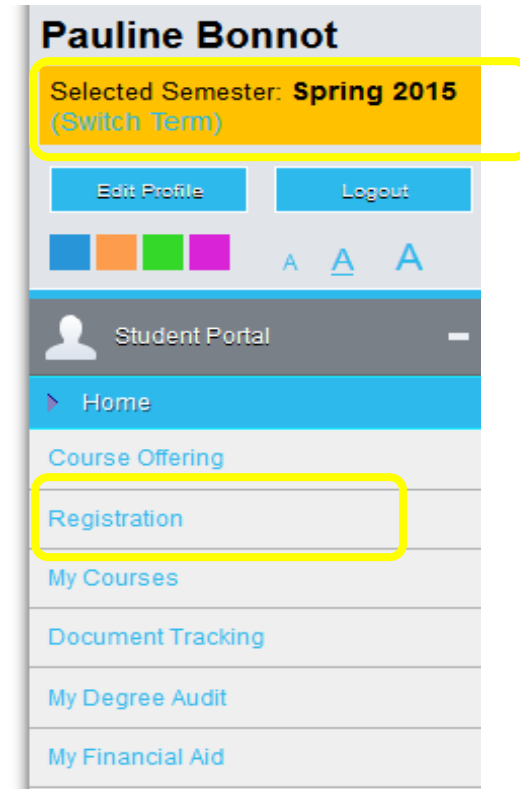 Pauline Bonnot
Selected Semester: Spring 2015
(Switch Term)
Edit Profile Logout
A A A
Student Portal
Home
Course Offering
Registration
My Courses
Document Tracking
My Degree Audit
My Financial Aid